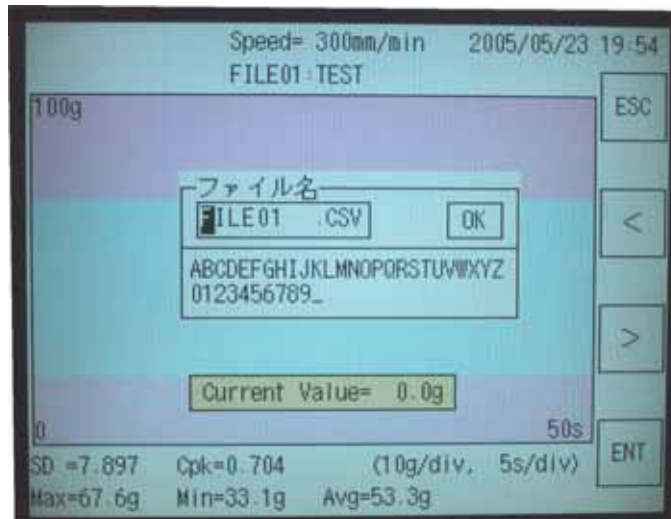 Speed= 300mm/min 2005/05/23 19:54
FILE01:TEST
100g
ESC
ファイル名
FILE01 .CSV OK
<
ABCDEFGHIJKLMNOPQRSTUVWXYZ
0123456789_
>
Current Value= 0.0g
0 50s
ENT
SD =7.897 Cpk=0.704 (10g/div, 5s/div)
Max=67.6g Min=33.1g Avg=53.3g